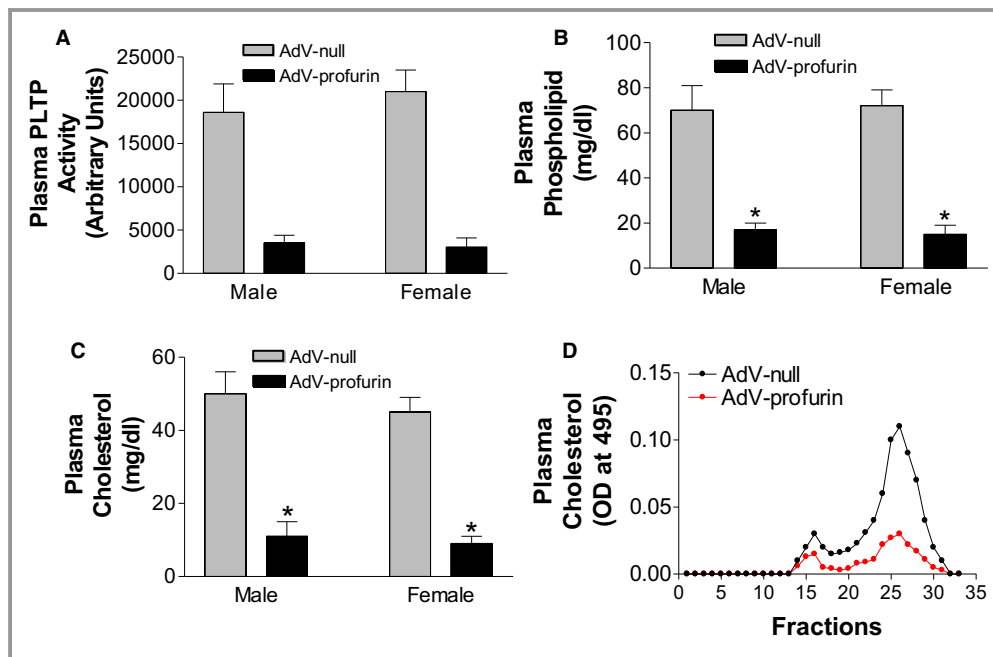 A
AdV-null
AdV-profurin
Plasma PLTP
Activity
(Arbitrary Units)
25000
20000
15000
10000
5000
0
Male
Female
B
AdV-null
AdV-profurin
Plasma
Phospholipid
(mg/dl)
100
80
60
40
20
0
*
*
Male
Female
C
AdV-null
AdV-profurin
Plasma
Cholesterol
(mg/dl)
60
40
20
0
*
*
Male
Female
D
AdV-null
AdV-profurin
Plasma
Cholesterol
(OD at 495)
0.15
0.10
0.05
0.00
0 5 10 15 20 25 30 35
Fractions